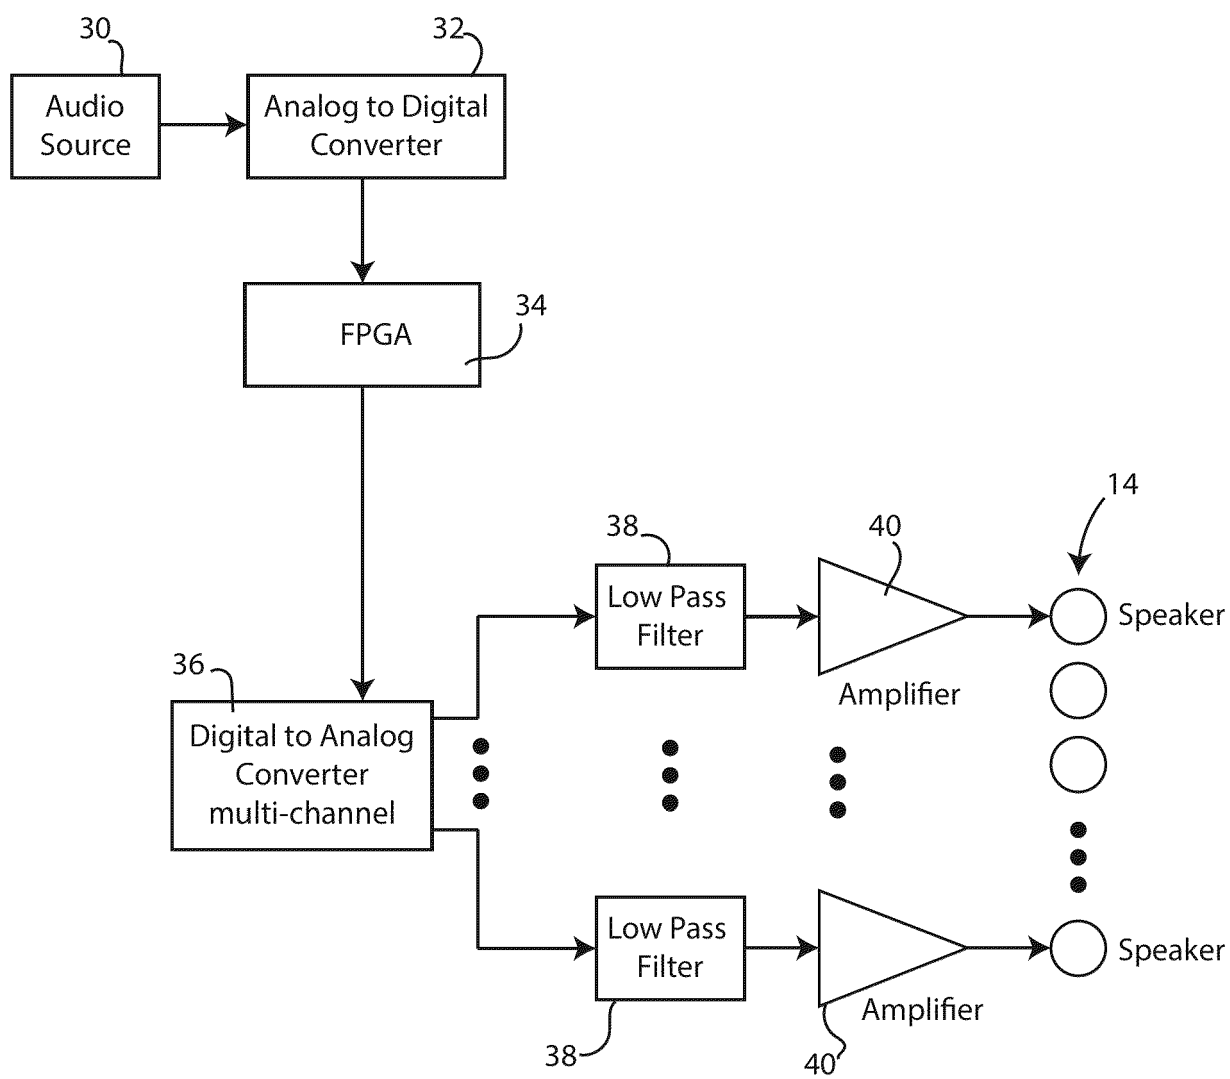 30
32
Audio
Source
Analog to Digital
Converter
34
FPGA
14
38
40
Low Pass
Filter
Speaker
Amplifier
36
Digital to Analog
Converter
multi-channel
Low Pass
Filter
Speaker
Amplifier
38
40